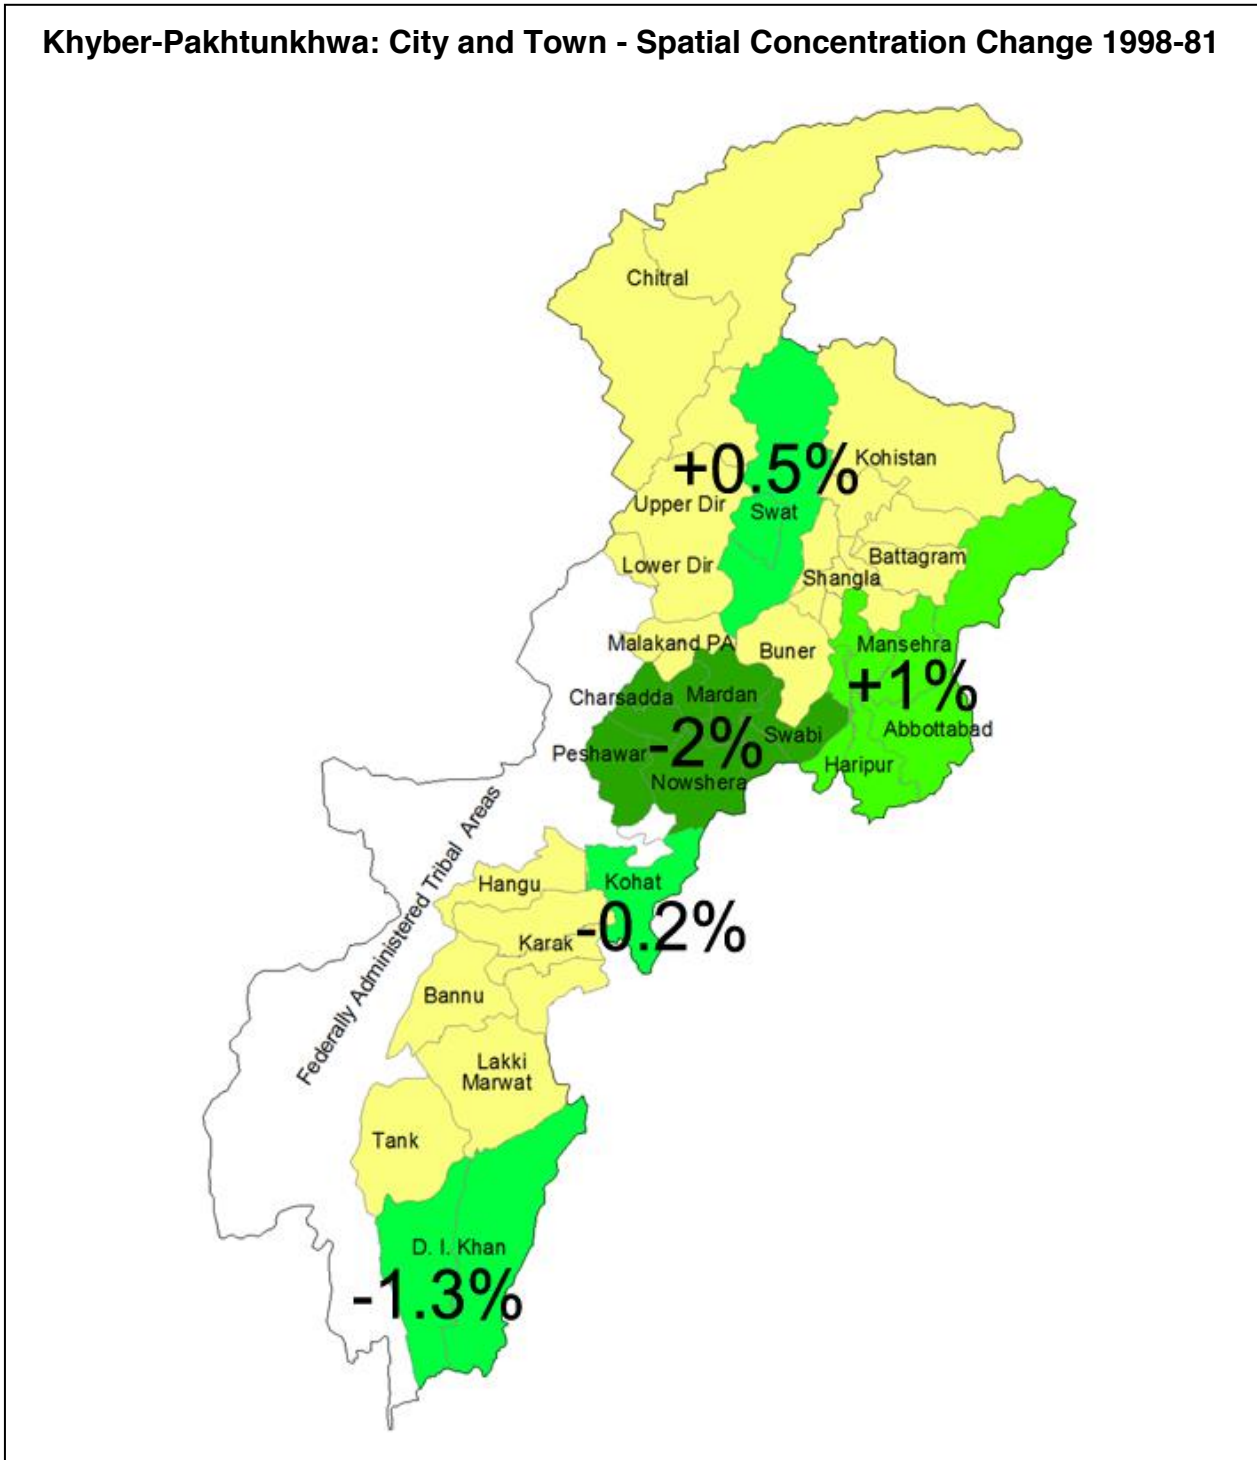 Khyber-Pakhtunkhwa: City and Town - Spatial Concentration Change 1998-81
Chitral
Kohistan
+0.5%
Upper Dir
Swat
Battagram
Lower Dir
Shangla
Malakand PA
Buner
Mansehra
+1%
Charsadda
Mardan
Abbottabad
Swabi
-2%
Peshawar
Haripur
Nowshera
Federally Administered Tribal Areas
Hangu
Kohat
-0.2%
Karak
Bannu
Lakki
Marwat
Tank
D. I. Khan
-1.3%